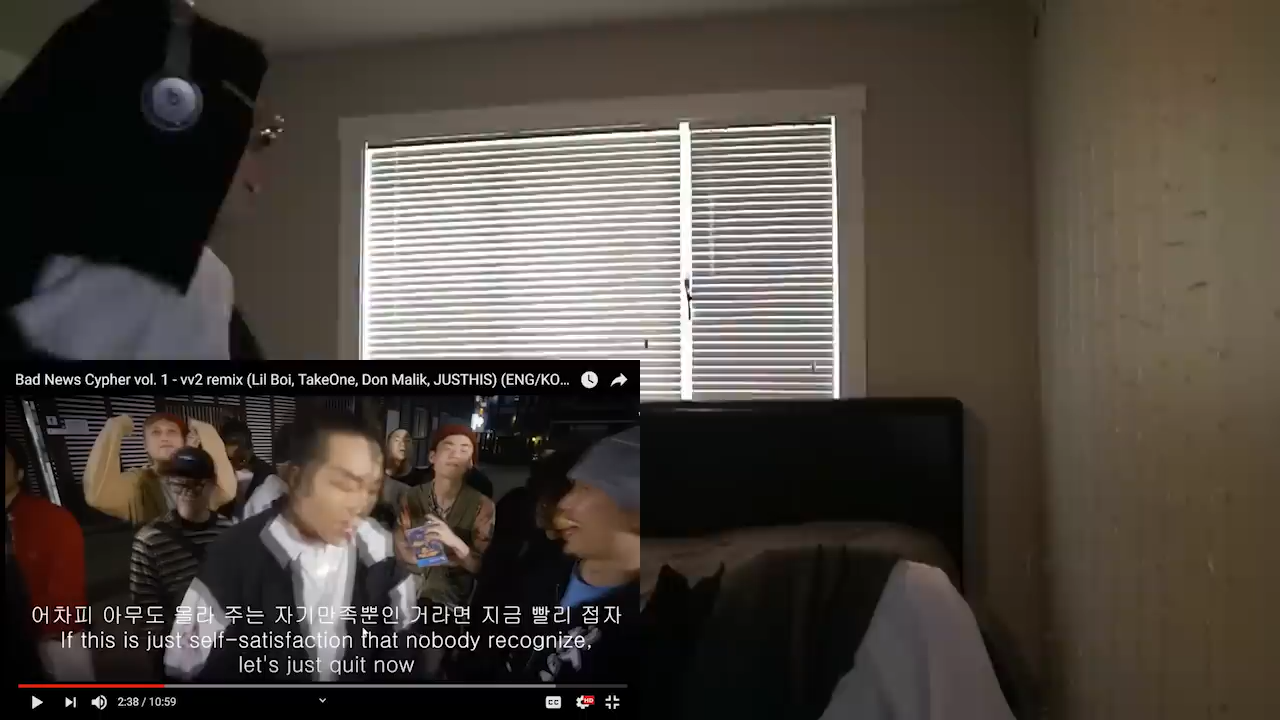 Bad News Cypher vol. 1 - vv2 remix (Lil Boi, TakeOne, Don Malik, JUSTHIS) (ENG/KO...
어차피 아무도 몰라 주는 자기만족뿐인 거라면 지금 빨리 접자
If this is just self-satisfaction that nobody recognize,
let's just quit now
2:38 / 10:59
CC
HD